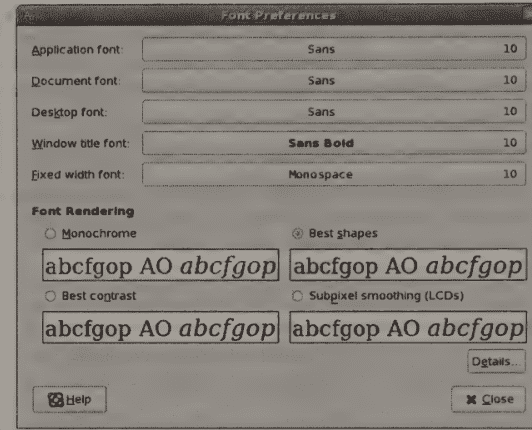 Font Preferences
Application font: Sans 10
Document font: Sans 10
Desktop font: Sans 10
Window title font: Sans Bold 10
Fixed width font: Monospace 10
Font Rendering
Monochrome Best shapes
abcfgop AO abcfgop abcfgop AO abcfgop
Best contrast Subpixel smoothing (LCDs)
abcfgop AO abcfgop abcfgop AO abcfgop
Details...
Help Close